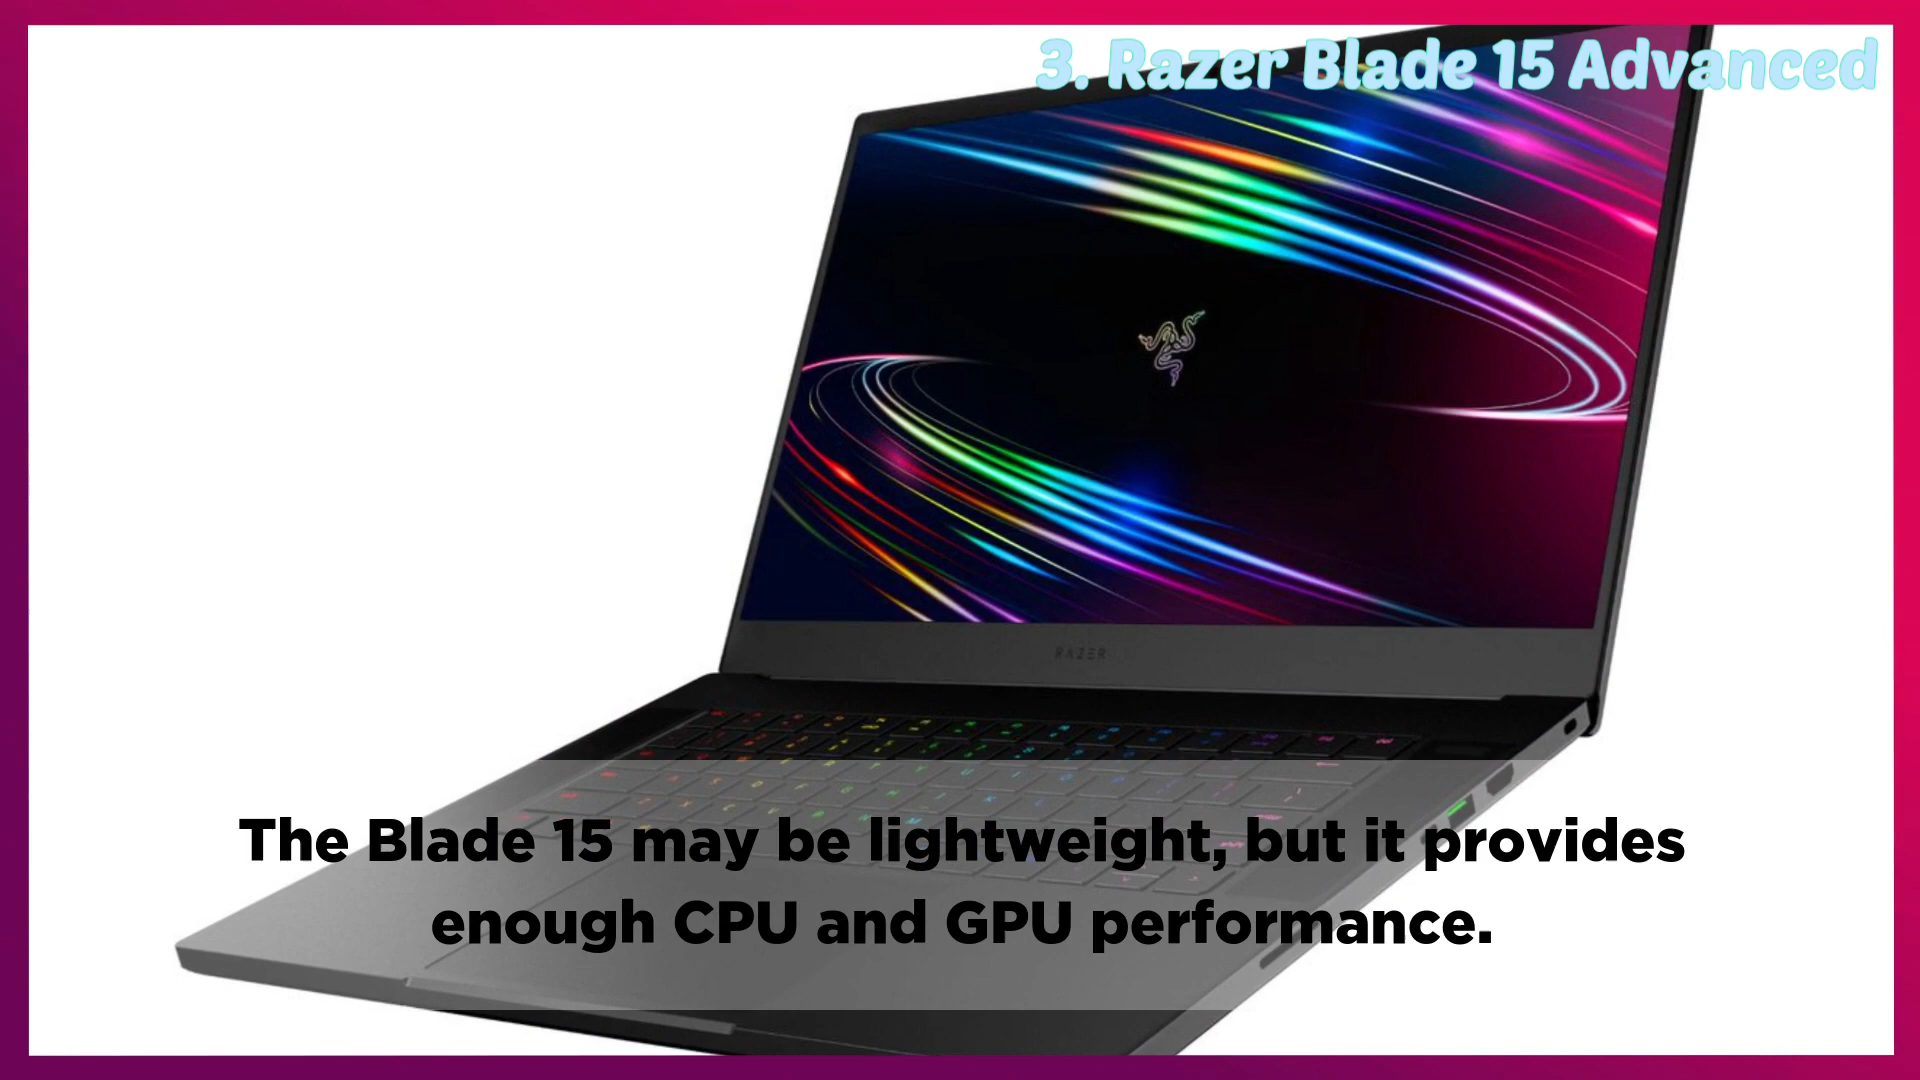 3. Razer Blade 15 Advanced
RAZER
The Blade 15 may be lightweight, but it provides
enough CPU and GPU performance.